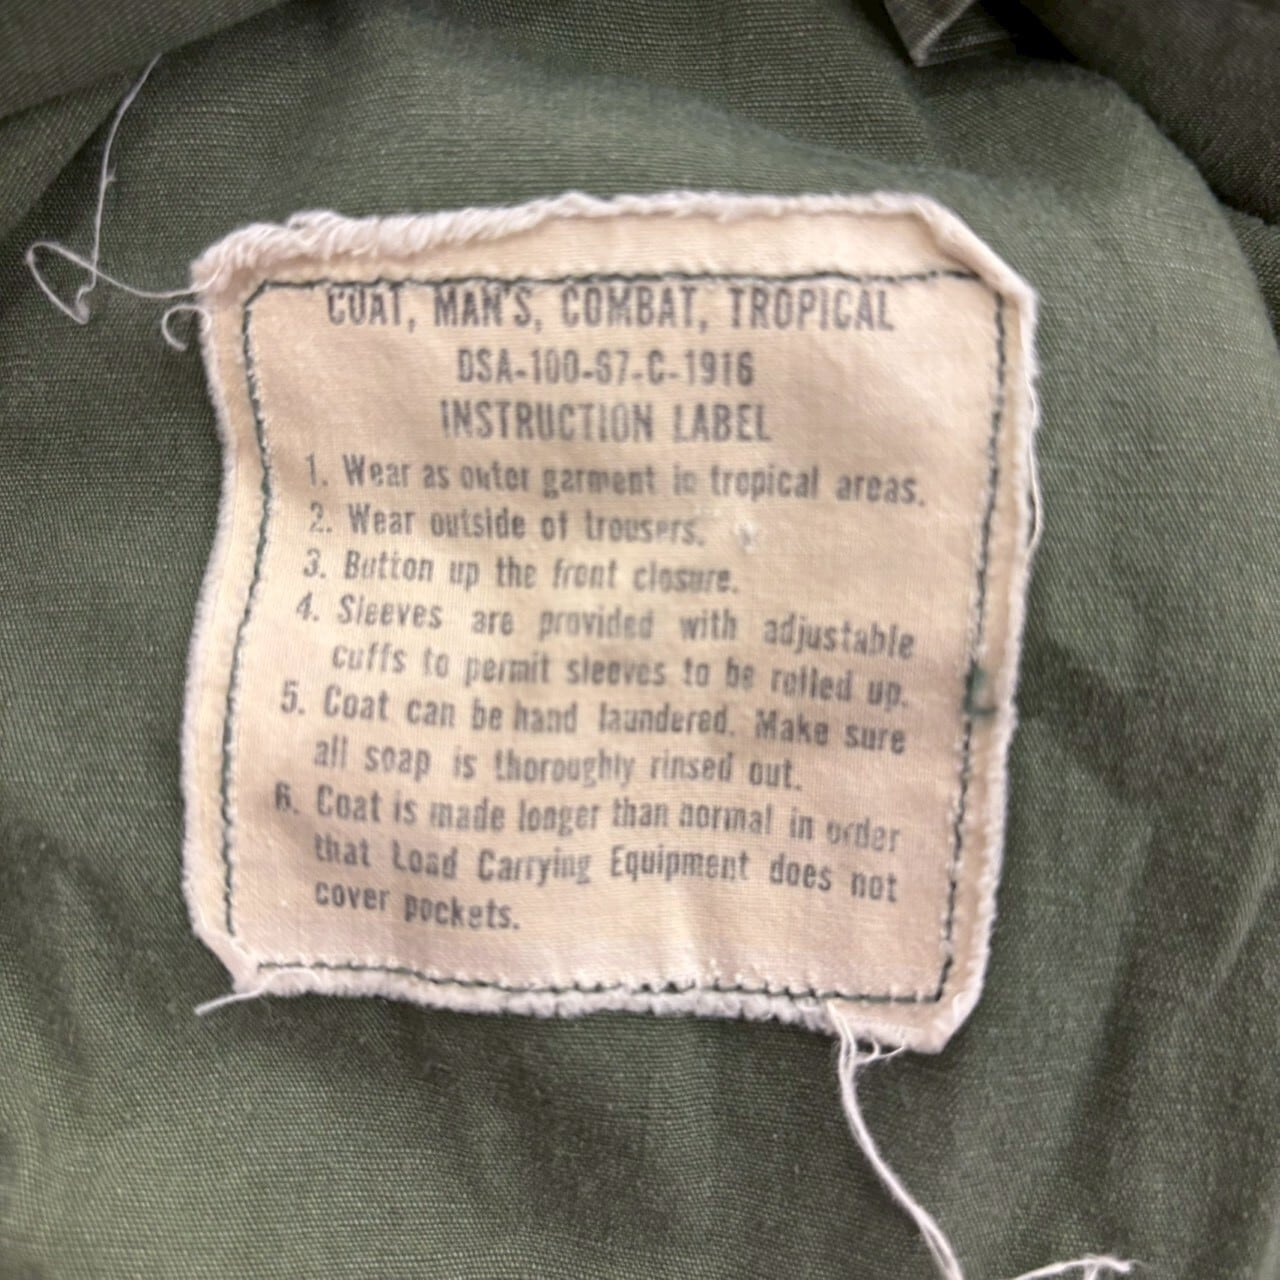 COAT, MAN'S, COMBAT, TROPICAL
DSA-100-67-C-1916
INSTRUCTION LABEL
1. Wear as outer garment in tropical areas.
2. Wear outside of trousers.
3. Button up the front closure.
4. Sleeves are provided with adjustable
cuffs to permit sleeves to be rolled up.
5. Coat can be hand laundered. Make sure
all soap is thoroughly rinsed out.
6. Coat is made longer than normal in order
that Load Carrying Equipment does not
cover pockets.